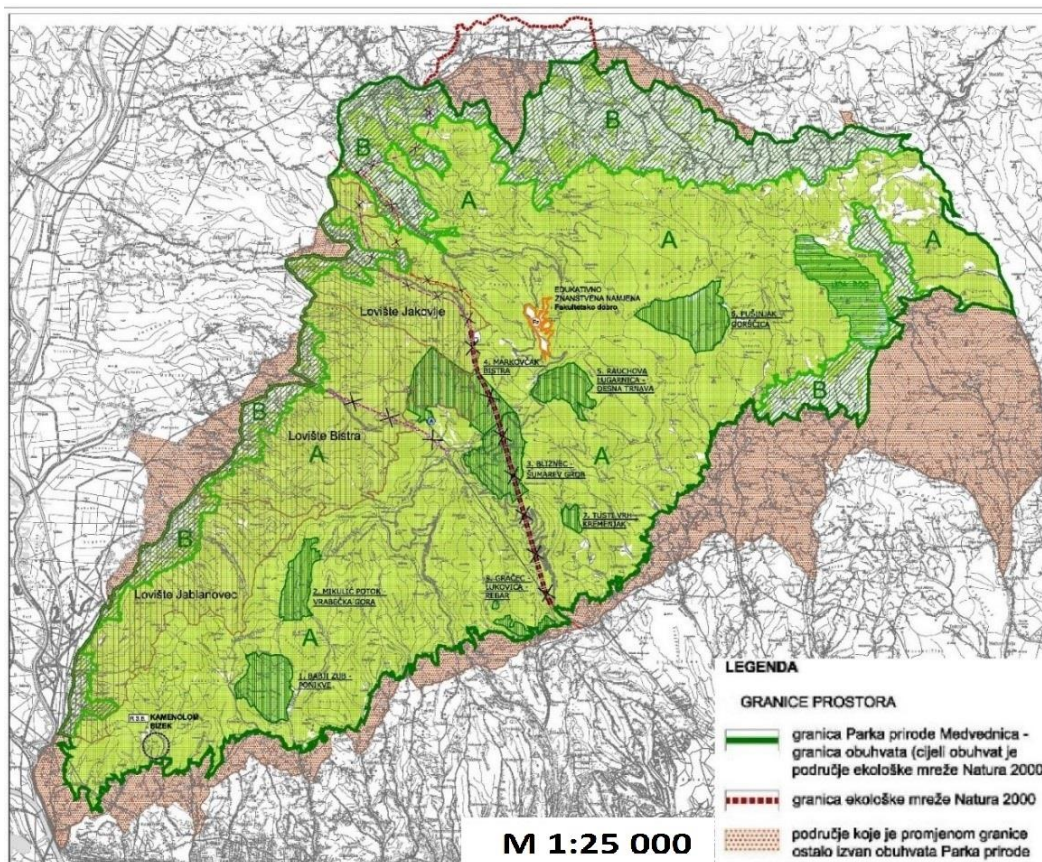 B
B
A
A
A
EDUKATIVNO
ZNANSTVENA NAMJENA
Fakultetsko dobro
Lovište Jakovlje
6. PUŠINJAK -
GORŠČICA
4. MARKOVČAK -
BISTRA
5. RAUCHOVA
LUGARNICA -
DESNA TRNAVA
B
B
Lovište Bistra
A
A
3. BLIZNEC -
ŠUMAREV GROB
7. TUSTI VRH -
KREMENJAK
B
Lovište Jablanovec
2. MIKULIĆ POTOK -
VRABEČKA GORA
8. GRAČEC -
LUKOVICA -
REBAR
A
1. BABJI ZUB -
PONIKVE
KAMENOLOM
BIZEK
LEGENDA
GRANICE PROSTORA
granica Parka prirode Medvednica -
granica obuhvata (cijeli obuhvat je
područje ekološke mreže Natura 2000)
granica ekološke mreže Natura 2000
područje koje je promjenom granice
ostalo izvan obuhvata Parka prirode
M 1:25 000